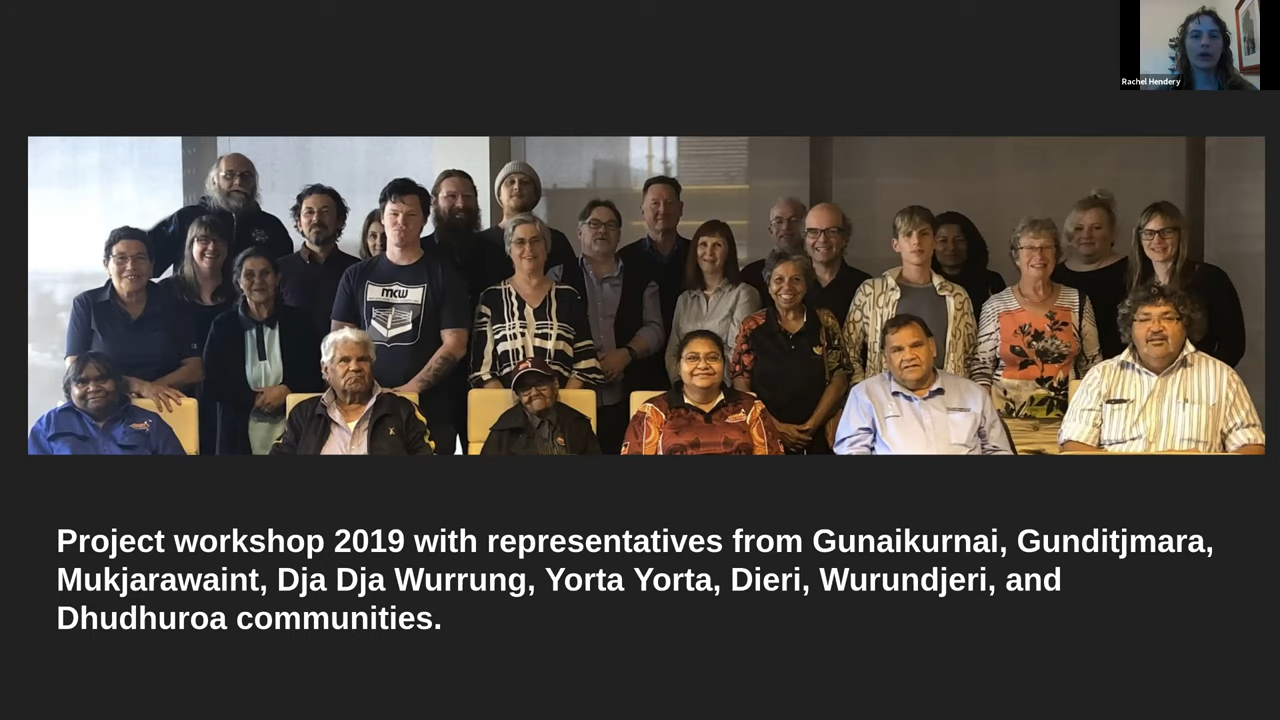 Rachel Hendery
MCW
Project workshop 2019 with representatives from Gunaikurnai, Gunditjmara,
Mukjarawaint, Dja Dja Wurrung, Yorta Yorta, Dieri, Wurundjeri, and
Dhudhuroa communities.